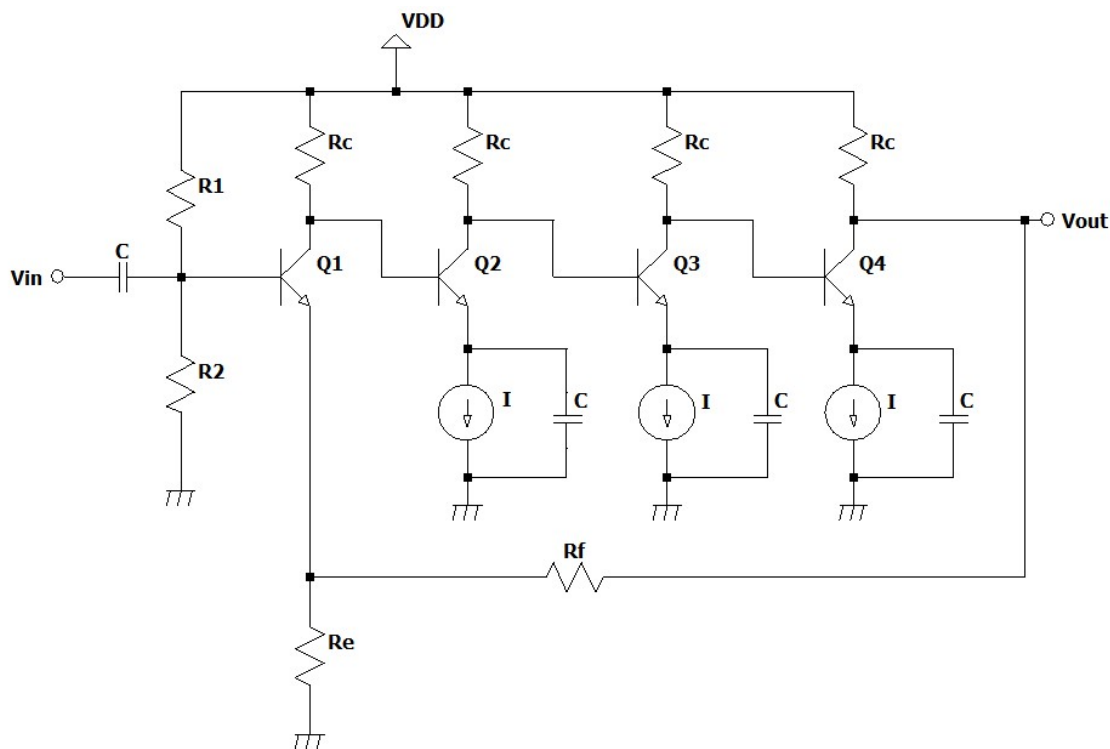 VDD
Rc Rc Rc Rc
R1
Vout
C
Q1 Q2 Q3 Q4
Vin
R2
I C I C I C
Rf
Re